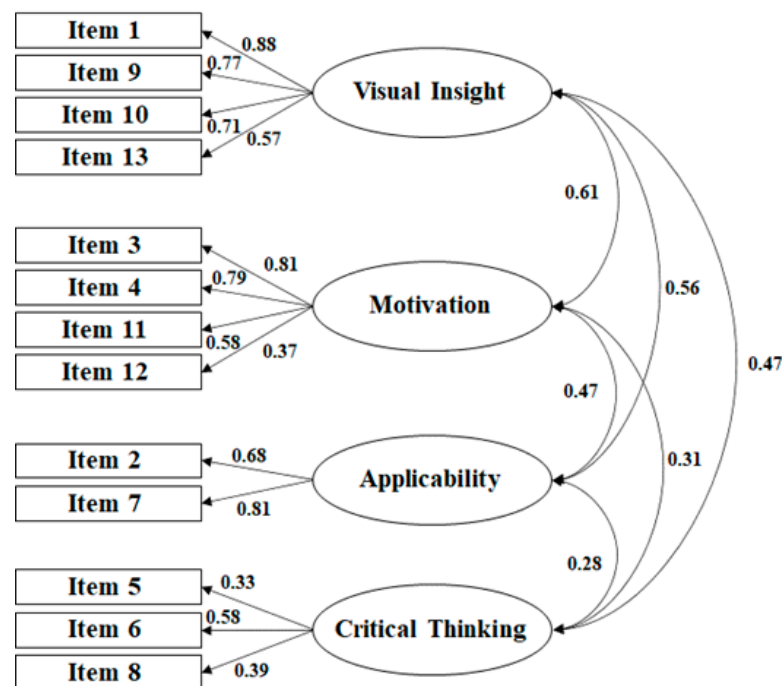 Item 1
0.88
Item 9
0.77
Visual Insight
Item 10
0.71
Item 13
0.57
0.61
Item 3
0.81
Item 4
0.79
0.56
Motivation
Item 11
0.58
Item 12
0.37
0.47
0.47
Item 2
0.68
0.31
Applicability
Item 7
0.81
0.28
Item 5
0.33
Item 6
0.58
Critical Thinking
Item 8
0.39